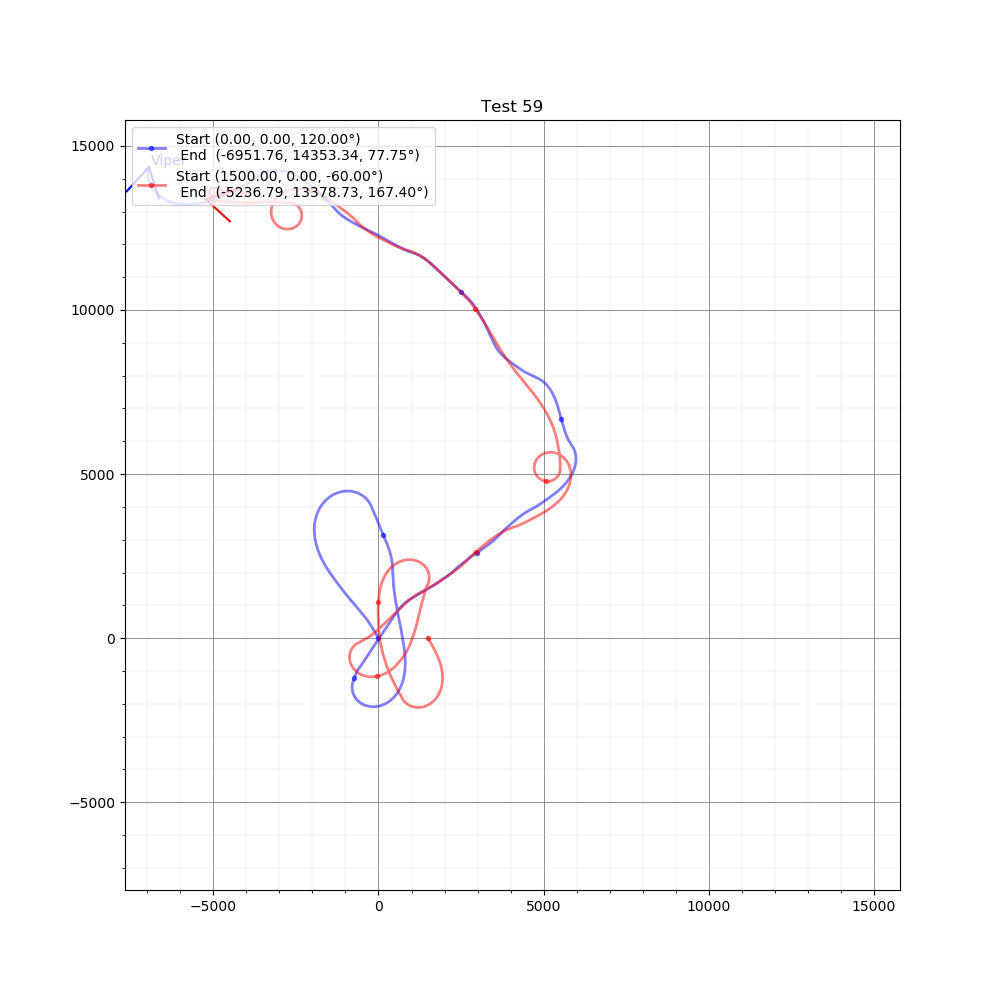 Test 59
Start (0.00, 0.00, 120.00°)
End (-6951.76, 14353.34, 77.75°)
Start (1500.00, 0.00, -60.00°)
End (-5236.79, 13378.73, 167.40°)
Viper
15000
10000
5000
0
−5000
−5000
0
5000
10000
15000